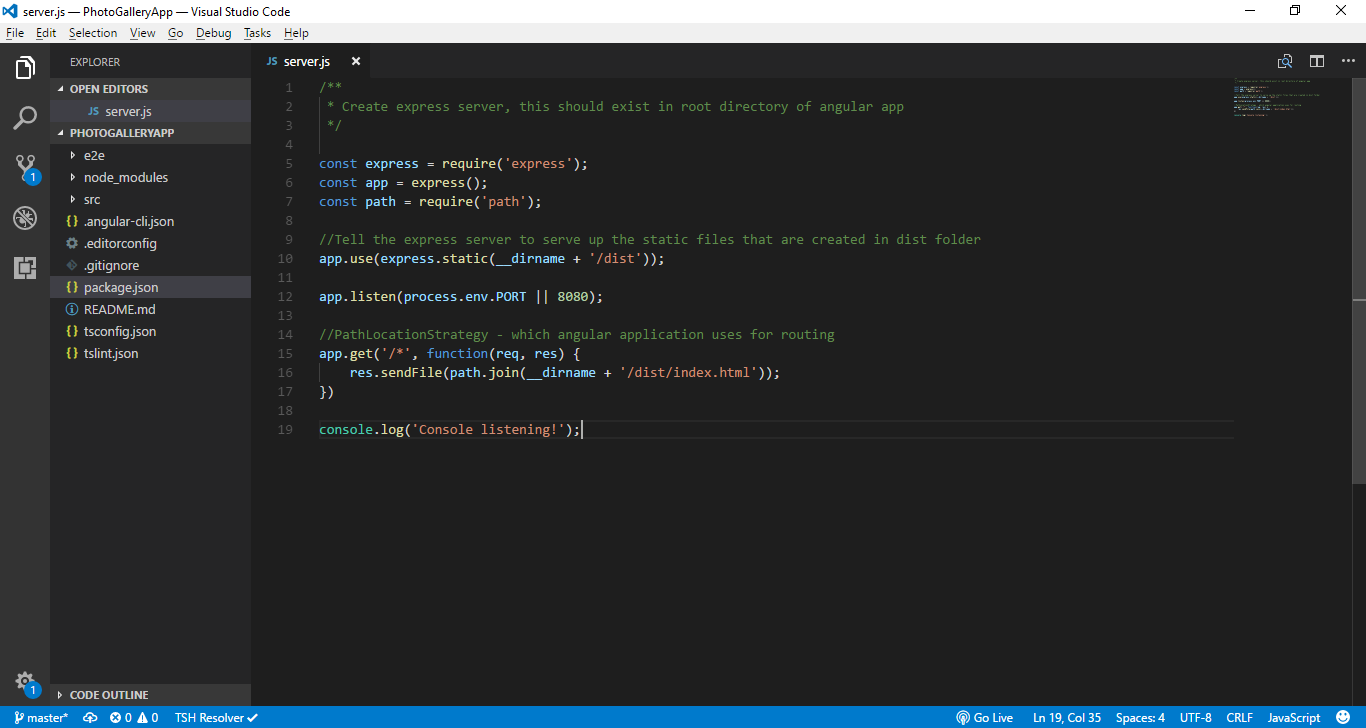 server.js — PhotoGalleryApp — Visual Studio Code
File Edit Selection View Go Debug Tasks Help
EXPLORER
OPEN EDITORS
JS server.js
PHOTOGALLERYAPP
e2e
node_modules
src
{} .angular-cli.json
.editorconfig
.gitignore
{} package.json
README.md
{} tsconfig.json
{} tslint.json
CODE OUTLINE
1
1
JS server.js
1 /**
2 * Create express server, this should exist in root directory of angular app
3 */
4
5 const express = require('express');
6 const app = express();
7 const path = require('path');
8
9 //Tell the express server to serve up the static files that are created in dist folder
10 app.use(express.static(__dirname + '/dist'));
11
12 app.listen(process.env.PORT || 8080);
13
14 //PathLocationStrategy - which angular application uses for routing
15 app.get('/*', function(req, res) {
16     res.sendFile(path.join(__dirname + '/dist/index.html'));
17 })
18
19 console.log('Console listening!');
master* 0 0 TSH Resolver Go Live Ln 19, Col 35 Spaces: 4 UTF-8 CRLF JavaScript